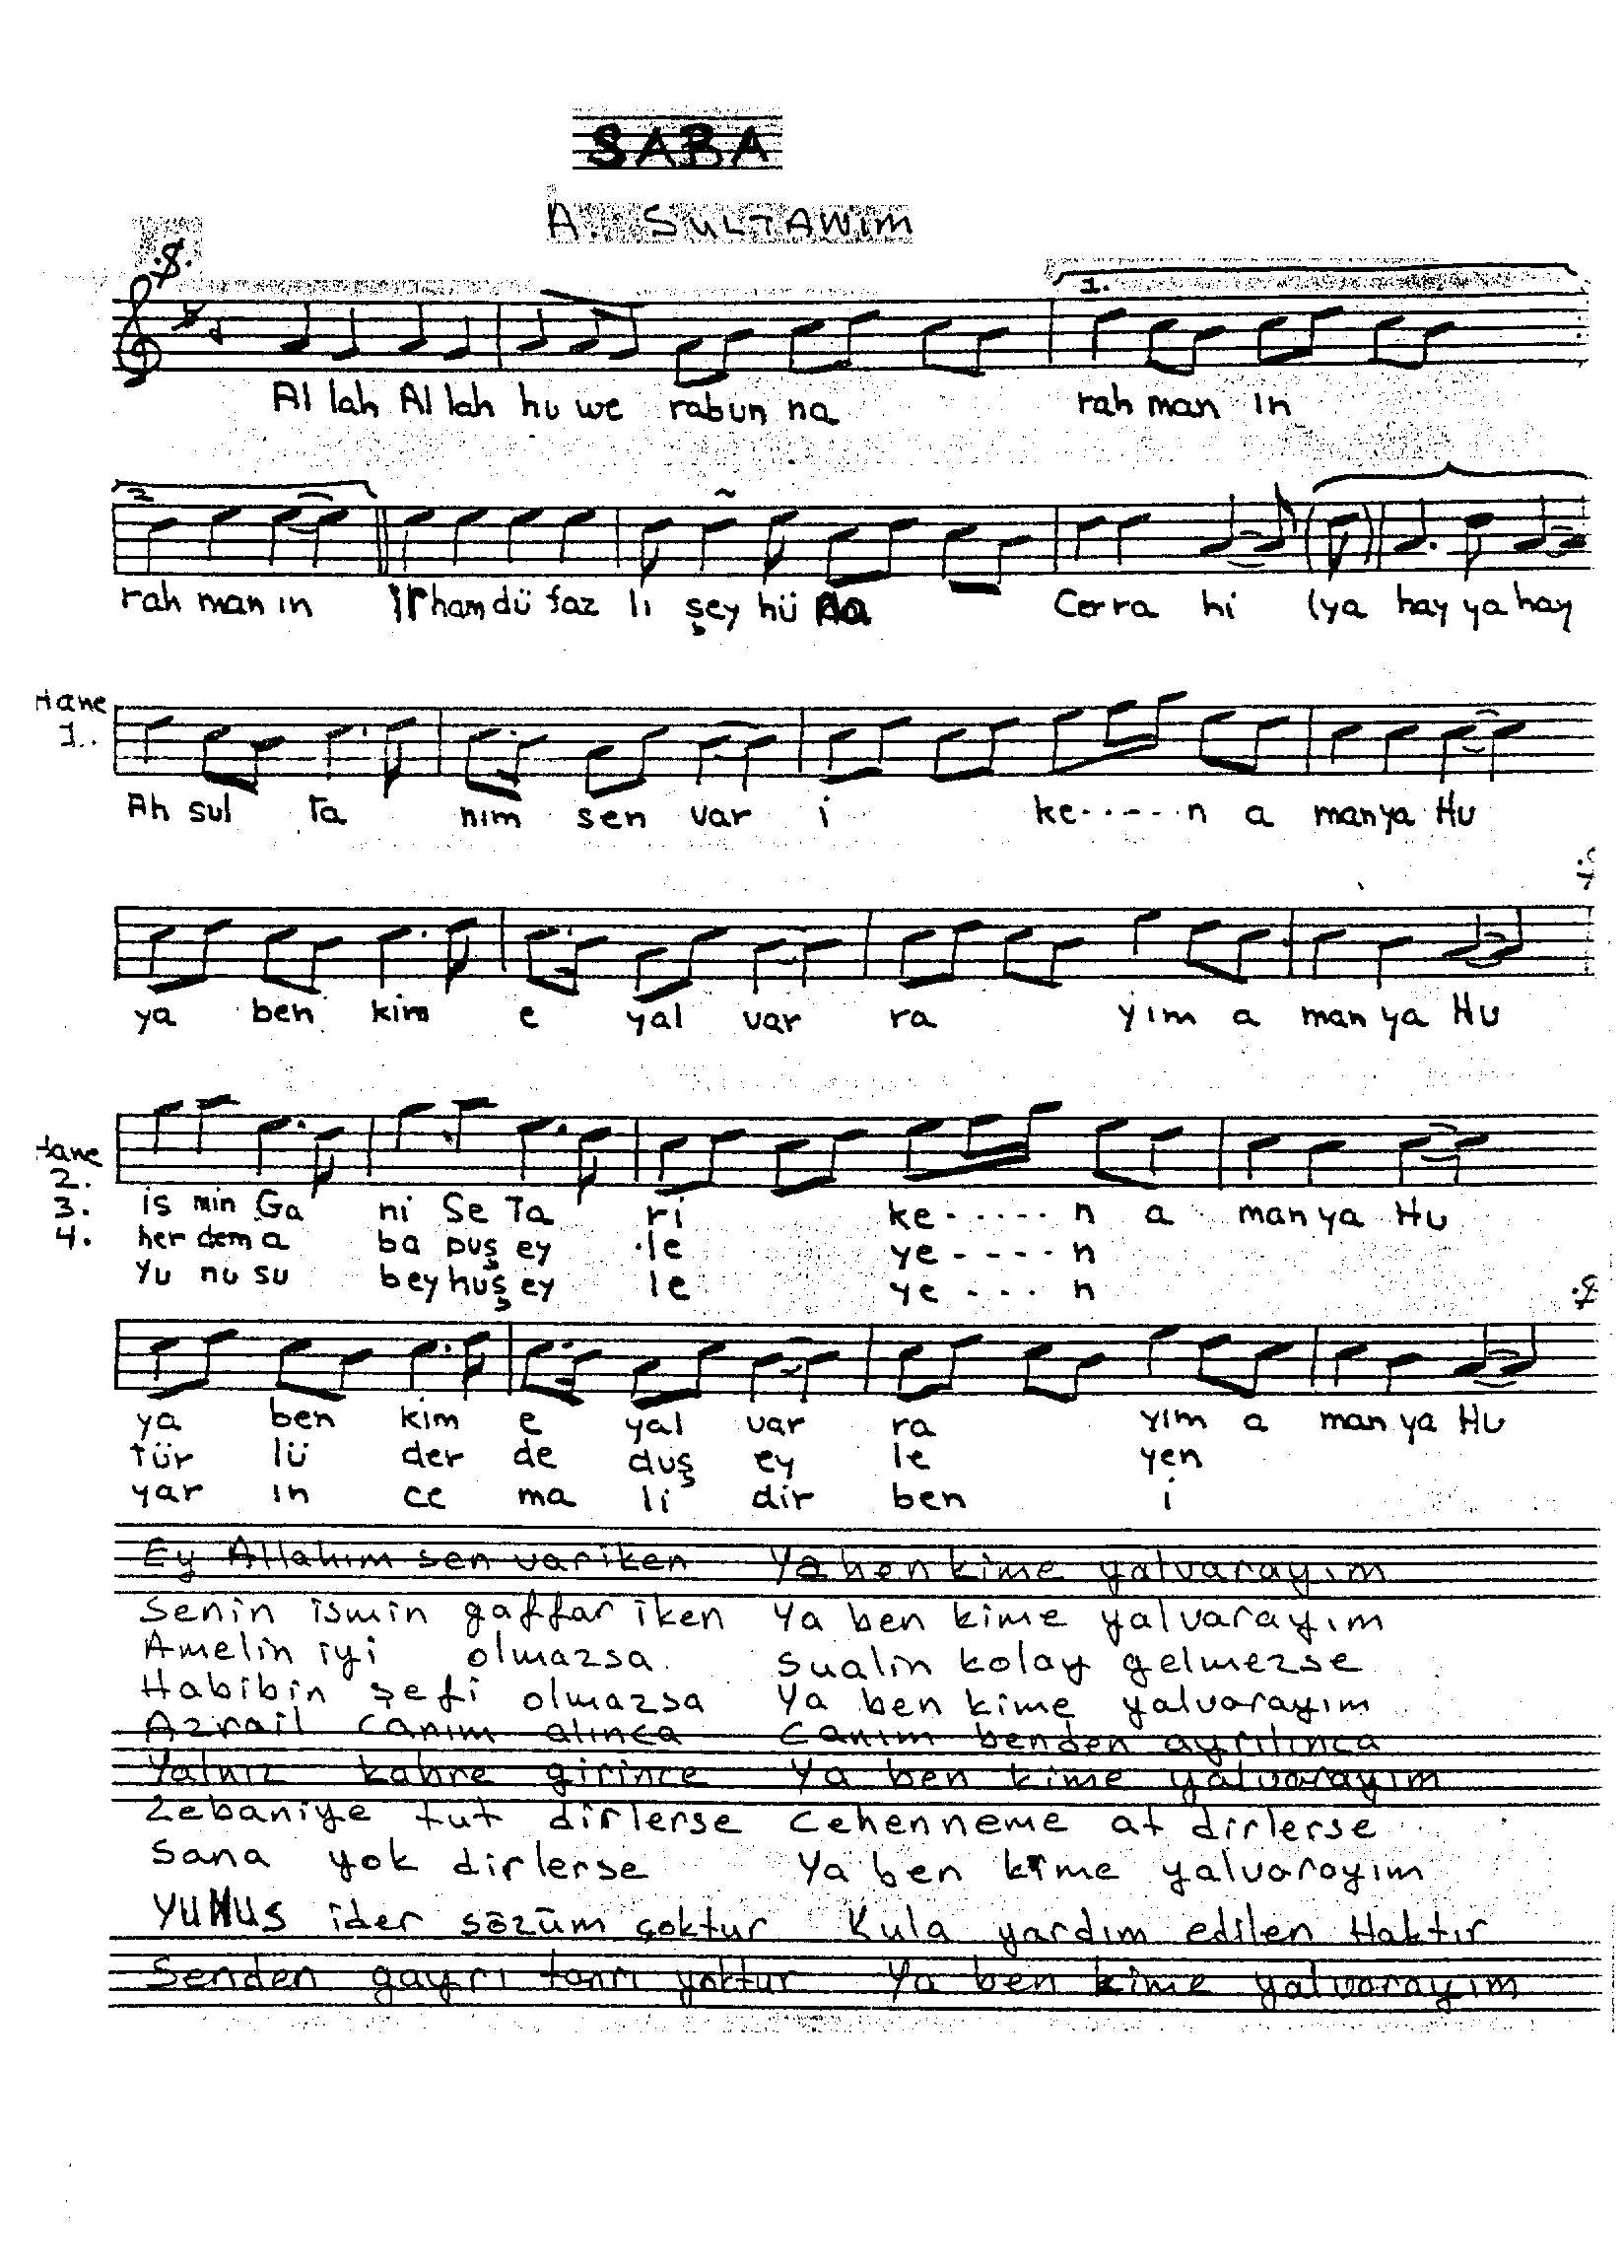 SABA
A. SULTAWIM
1.
Al lah Al lah hu we rabun na rah man in
2
rah man ın ır ham dü faz lı şey hü na Cer ra hi (ya hay ya hay
Hane
1..
Ah sul Ta nım sen var i ke-----n a man ya Hu
ya ben kim e yal var ra yım a man ya Hu
Hane
2.
3. is min Ga ni Se Ta ri ke-----n a man ya Hu
4. her dem a ba puş ey le ye----n
Yu nu su bey huş ey le ye---n
ya ben kim e yal var ra yım a man ya Hu
tür lü der de duş ey le yen
yar ın ce ma li dir ben i
Ey Allahım sen variken Ya ben kime yalvarayım
Senin ismin gaffar iken Ya ben kime yalvarayım
Amelin iyi olmazsa. Sualin kolay gelmezse
Habibin şefi olmazsa Ya ben kime yalvarayım
Azrail canım alınca Canım benden ayrılınca
Yalnız kabre girince Ya ben kime yalvarayım
Zebaniye tut dirlerse Cehenneme at dirlerse
Sana yok dirlerse Ya ben kime yalvarayım
YUNUS ider sözüm çoktur Kula yardım edilen Haktır
Senden gayrı tanrı yoktur Ya ben kime yalvarayım